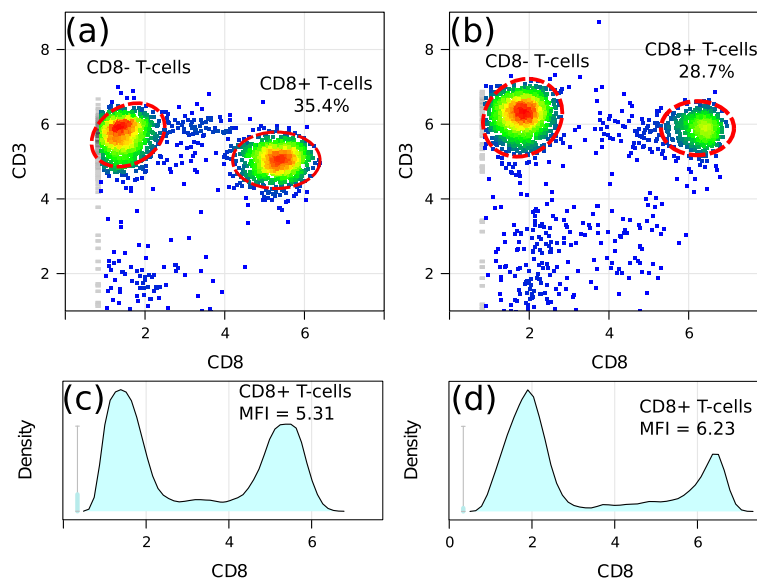 (a)
CD8- T-cells
CD8+ T-cells
35.4%
8
6
4
2
CD3
2
4
6
CD8
(b)
CD8- T-cells
CD8+ T-cells
28.7%
8
6
4
2
CD3
2
4
6
CD8
(c)
CD8+ T-cells
MFI = 5.31
Density
2
4
6
CD8
(d)
CD8+ T-cells
MFI = 6.23
Density
0
2
4
6
CD8